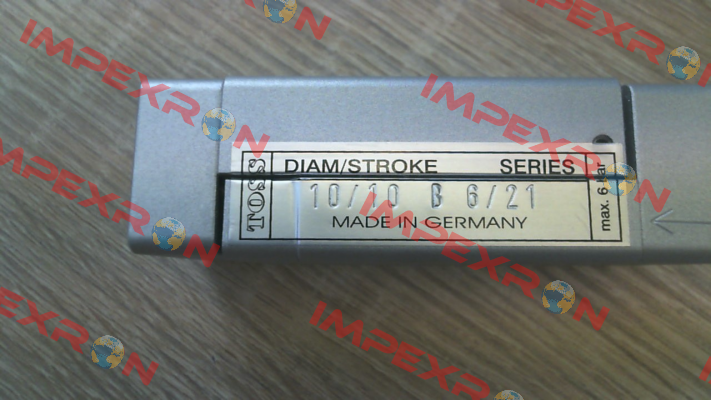 TOSS
DIAM/STROKE SERIES
10/10 B 6/21
MADE IN GERMANY
max. 6 bar
IMPEXRON
IMPEXRON
IMPEXRON
IMPEXRON
IMPEXRON
IMPEXRON
IMPEXRON